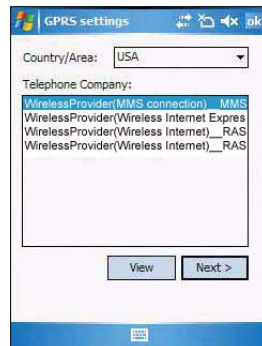 GPRS settings ok
Country/Area: USA
Telephone Company:
WirelessProvider(MMS connection)__MMS
WirelessProvider(Wireless Internet Expres
WirelessProvider(Wireless Internet)__RAS
WirelessProvider(Wireless Internet)__RAS
View Next >